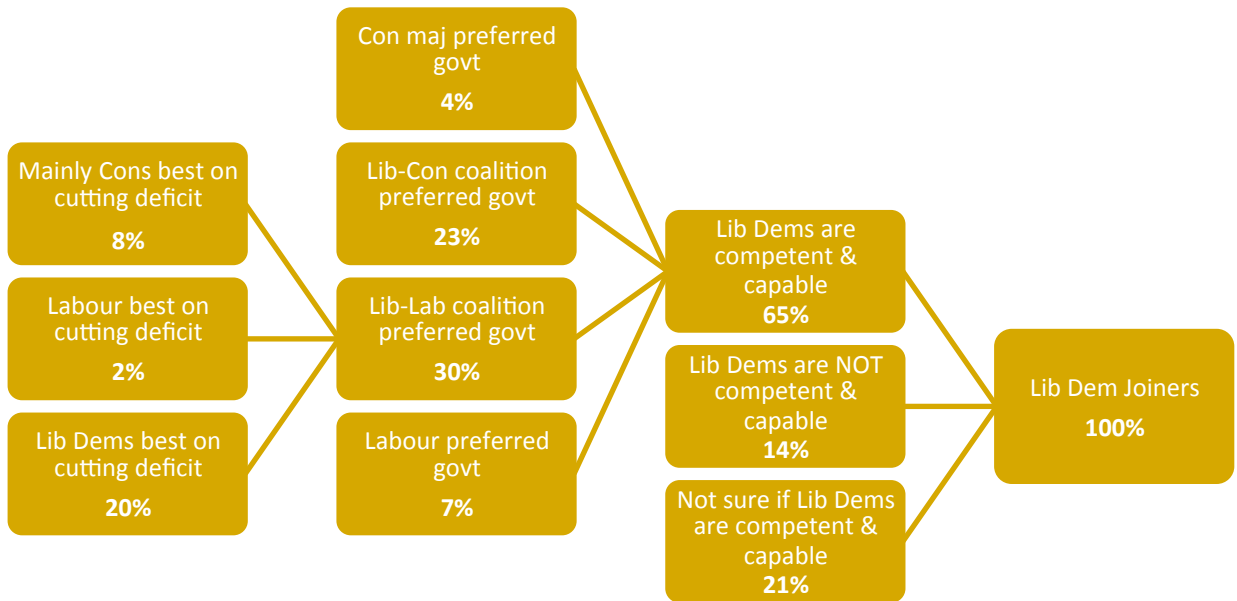 Con maj preferred
govt
4%
Mainly Cons best on
cutting deficit
8%
Lib-Con coalition
preferred govt
23%
Lib Dems are
competent &
capable
65%
Labour best on
cutting deficit
2%
Lib-Lab coalition
preferred govt
30%
Lib Dems are NOT
competent &
capable
14%
Lib Dem Joiners
100%
Lib Dems best on
cutting deficit
20%
Labour preferred
govt
7%
Not sure if Lib Dems
are competent &
capable
21%